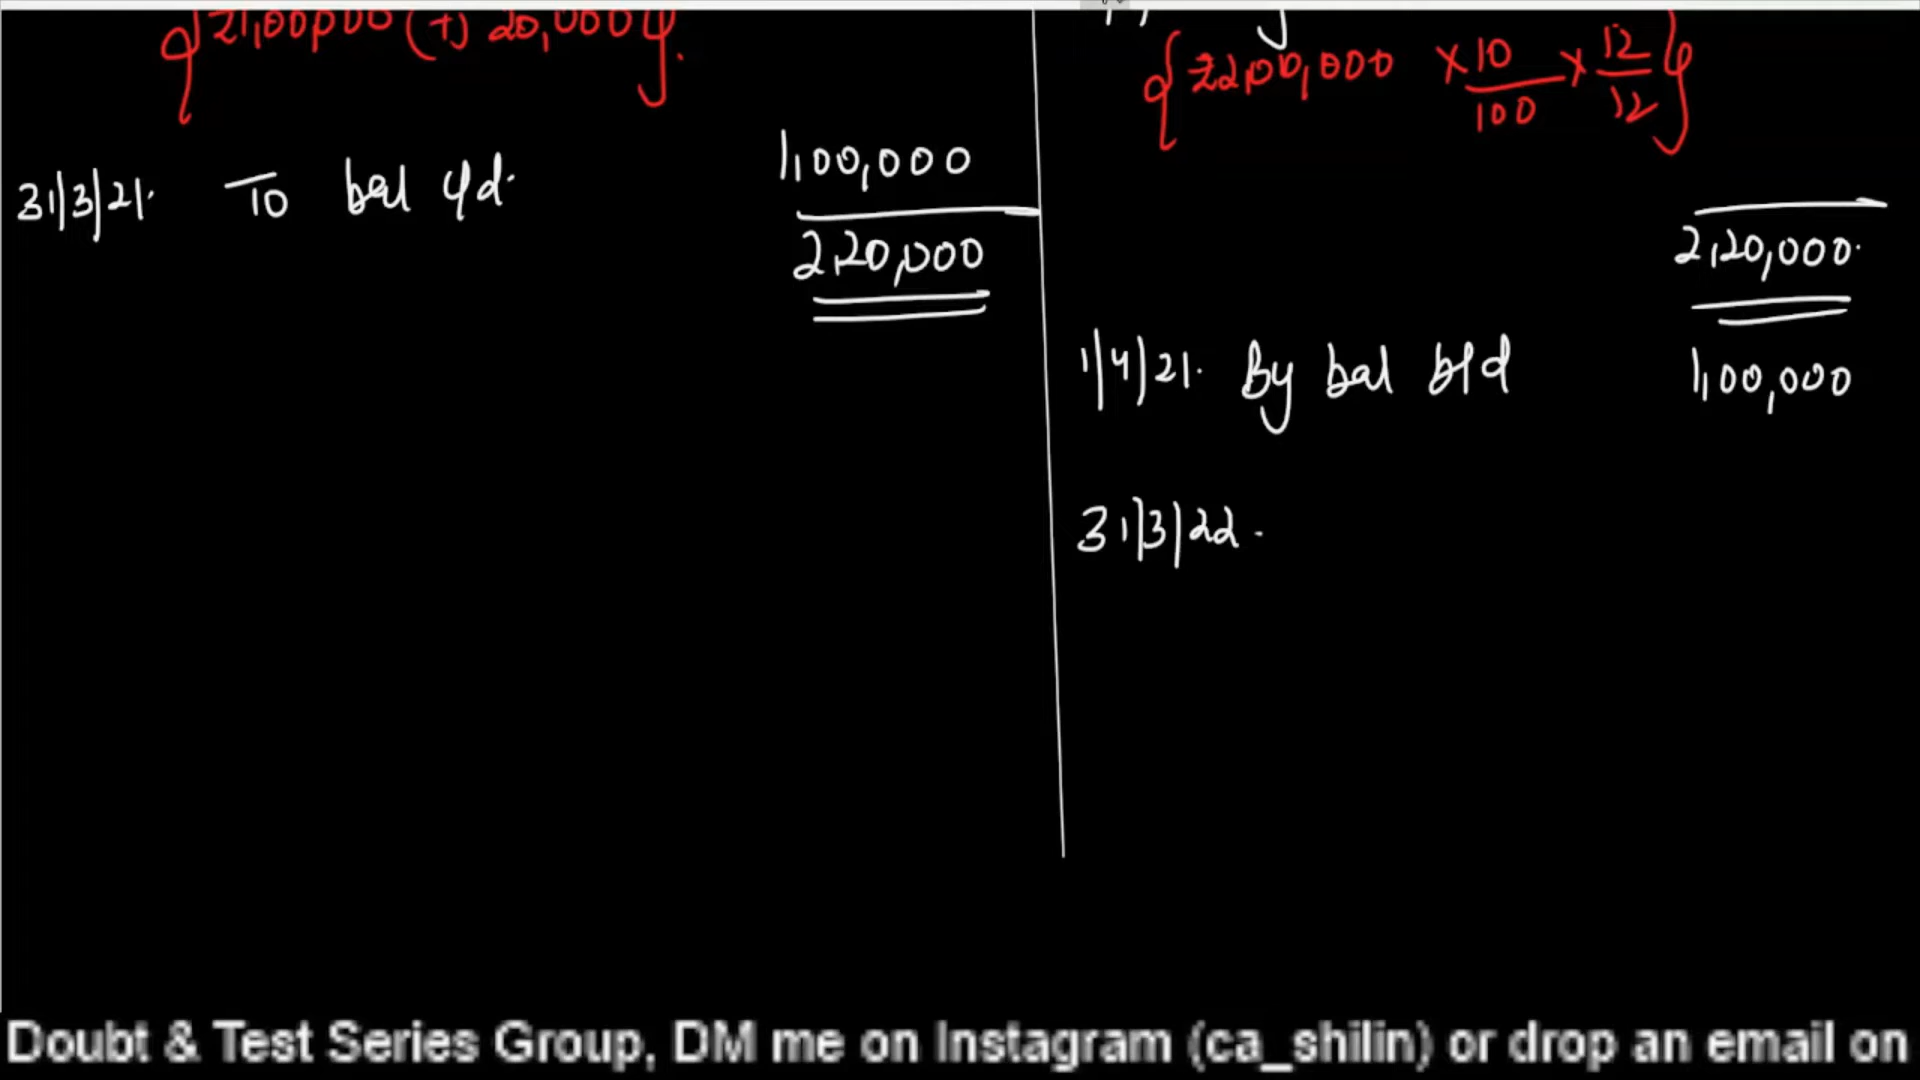 {21,00,000 (+) 20,000}.
{22,00,000 × 10/100 × 12/12}
31/3/21. To bal c/d. 1,00,000
2,20,000
2,20,000.
1/4/21. By bal b/d 1,00,000
31/3/22.
Doubt & Test Series Group, DM me on Instagram (ca_shilin) or drop an email on